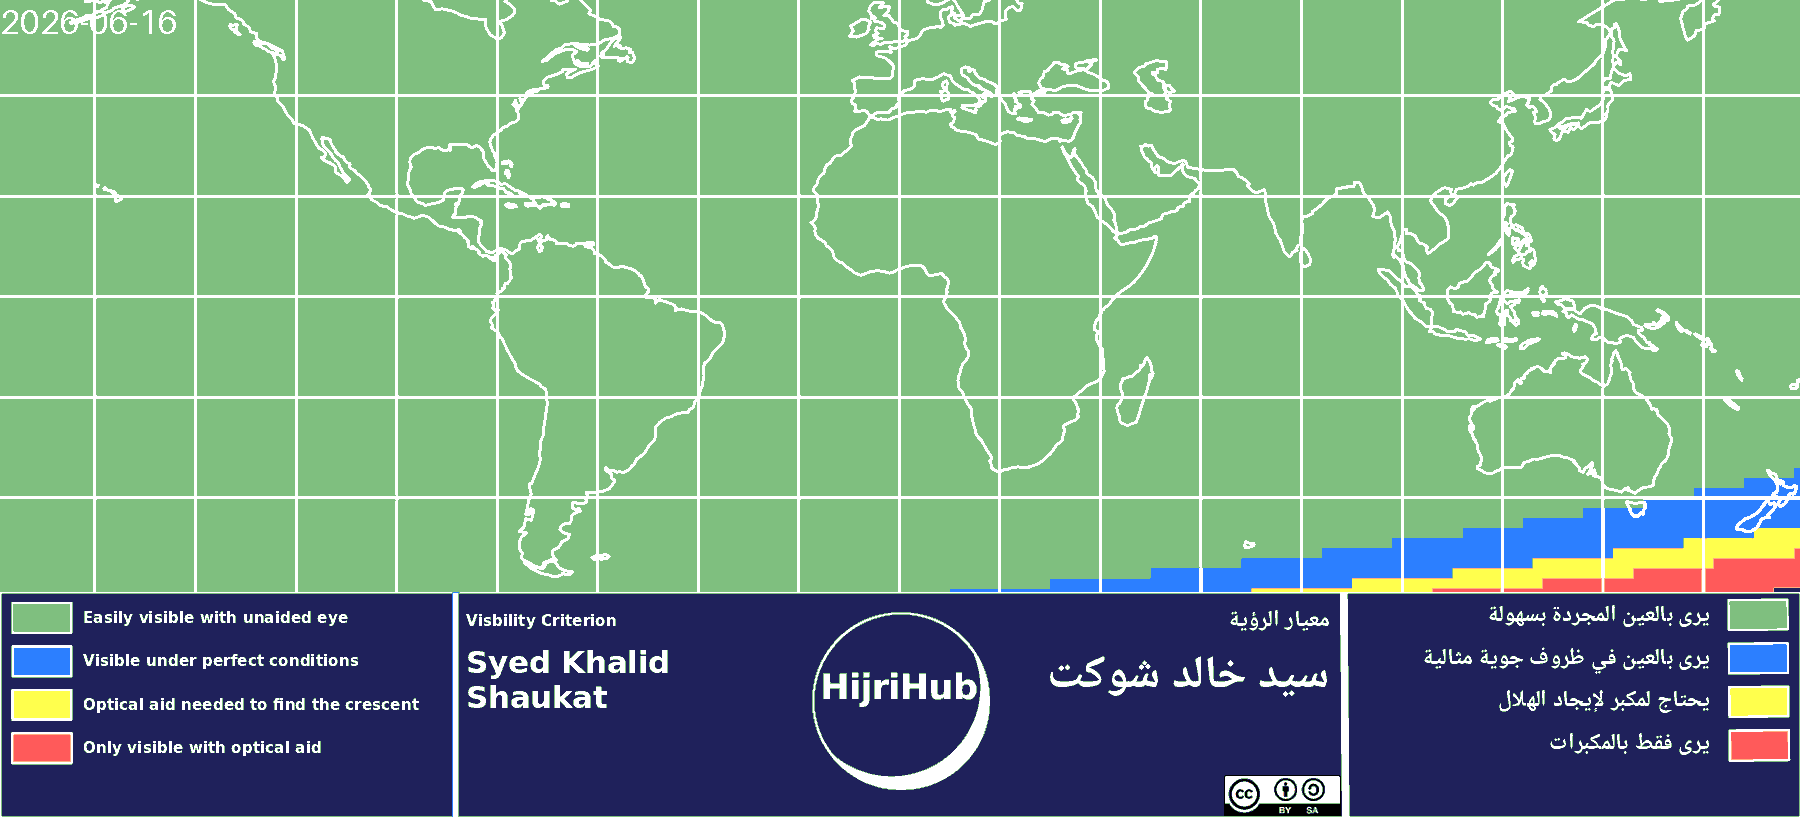 2026-06-16
Easily visible with unaided eye
Visible under perfect conditions
Optical aid needed to find the crescent
Only visible with optical aid
Visbility Criterion
Syed Khalid
Shaukat
HijriHub
معيار الرؤية
سيد خالد شوكت
cc
BY SA
يرى بالعين المجردة بسهولة
يرى بالعين في ظروف جوية مثالية
يحتاج لمكبر لإيجاد الهلال
يرى فقط بالمكبرات